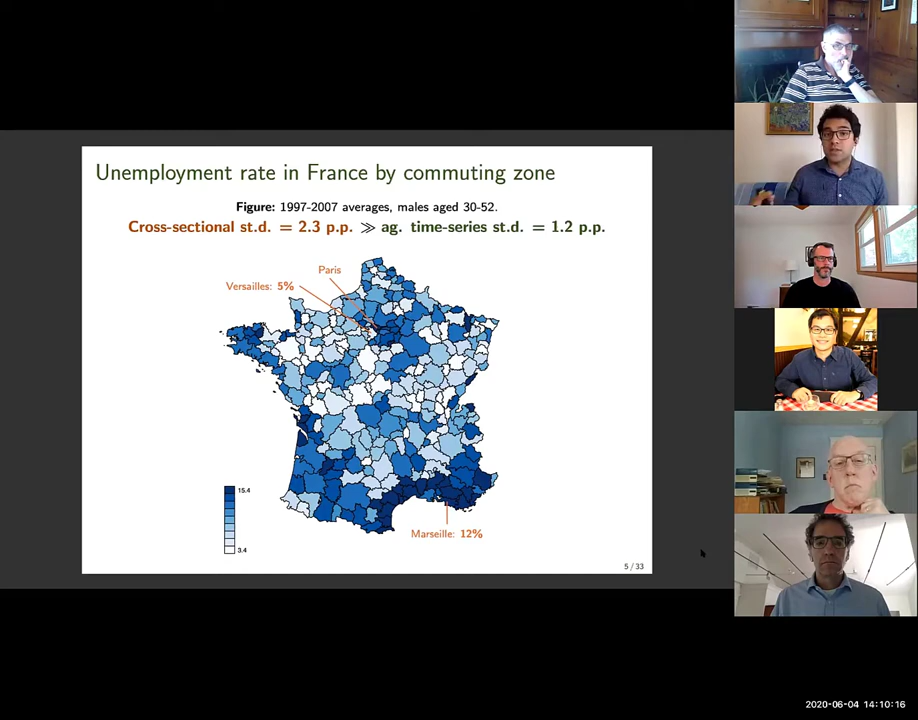 Unemployment rate in France by commuting zone
Figure: 1997-2007 averages, males aged 30-52.
Cross-sectional st.d. = 2.3 p.p. ≫ ag. time-series st.d. = 1.2 p.p.
Paris
Versailles: 5%
15.4
3.4
Marseille: 12%
5 / 33
2020-06-04 14:10:16